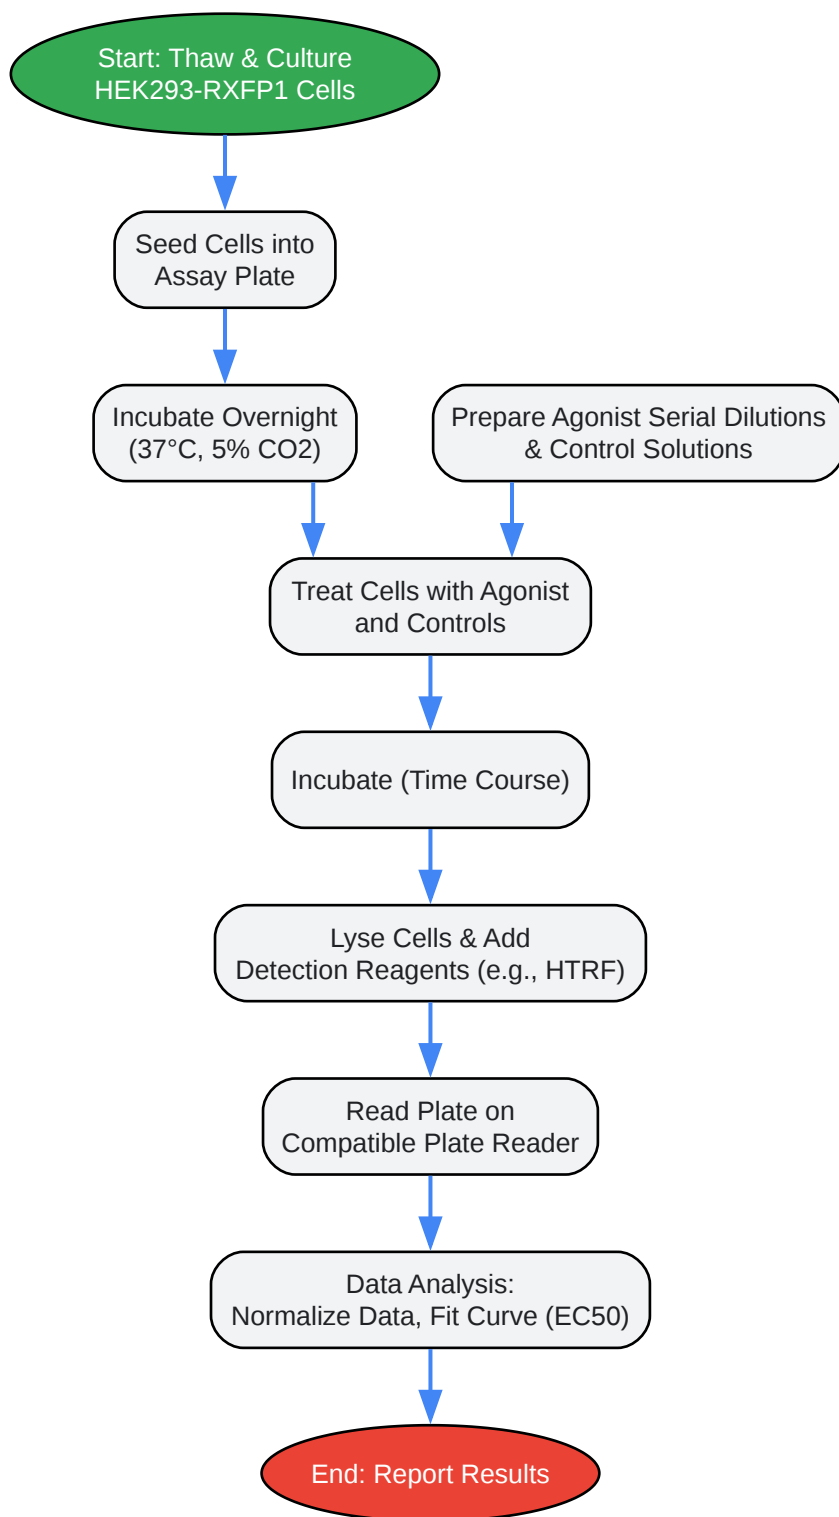 Start: Thaw & Culture
HEK293-RXFP1 Cells
Seed Cells into
Assay Plate
Incubate Overnight
(37°C, 5% CO2)
Prepare Agonist Serial Dilutions
& Control Solutions
Treat Cells with Agonist
and Controls
Incubate (Time Course)
Lyse Cells & Add
Detection Reagents (e.g., HTRF)
Read Plate on
Compatible Plate Reader
Data Analysis:
Normalize Data, Fit Curve (EC50)
End: Report Results